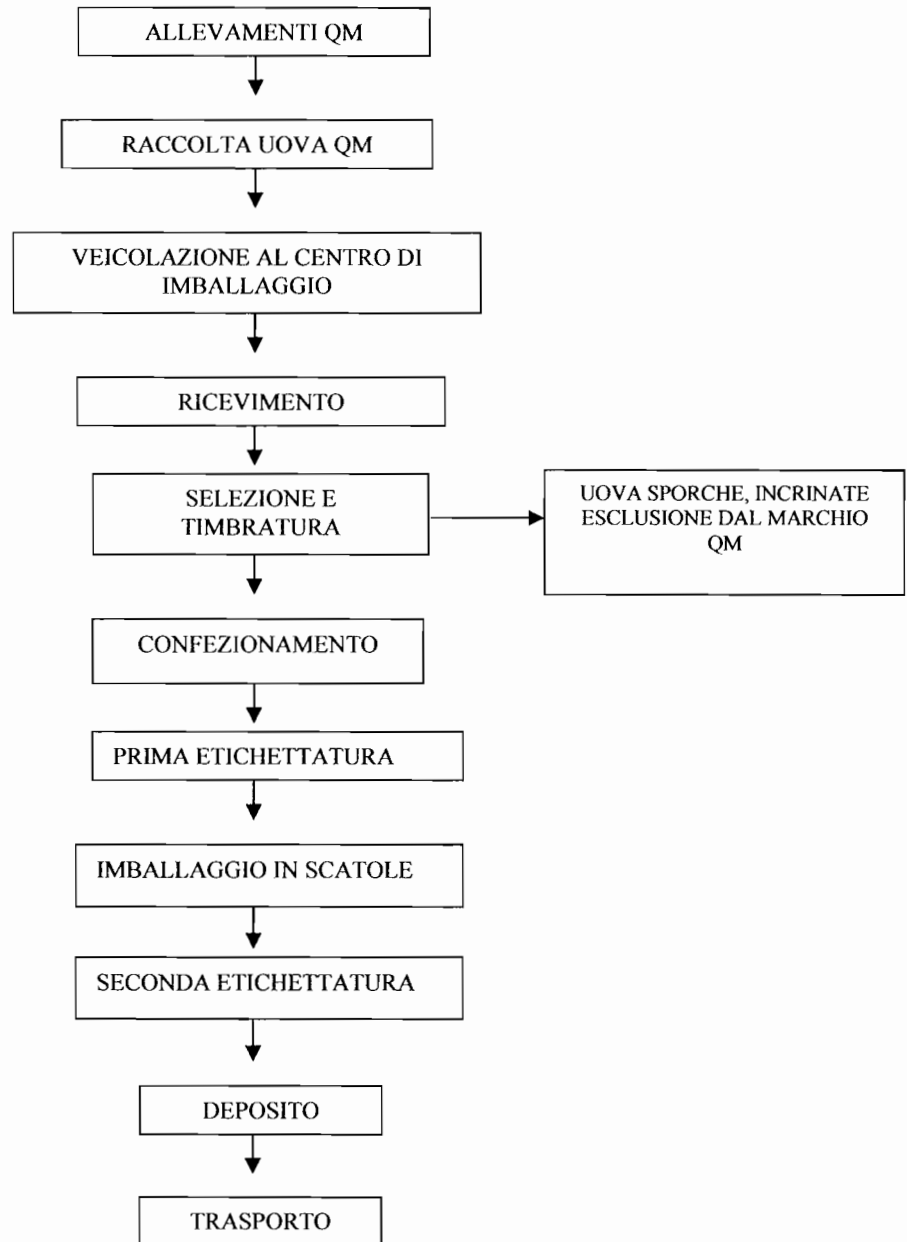 ALLEVAMENTI QM
RACCOLTA UOVA QM
VEICOLAZIONE AL CENTRO DI
IMBALLAGGIO
RICEVIMENTO
SELEZIONE E
TIMBRATURA
UOVA SPORCHE, INCRINATE
ESCLUSIONE DAL MARCHIO
QM
CONFEZIONAMENTO
PRIMA ETICHETTATURA
IMBALLAGGIO IN SCATOLE
SECONDA ETICHETTATURA
DEPOSITO
TRASPORTO